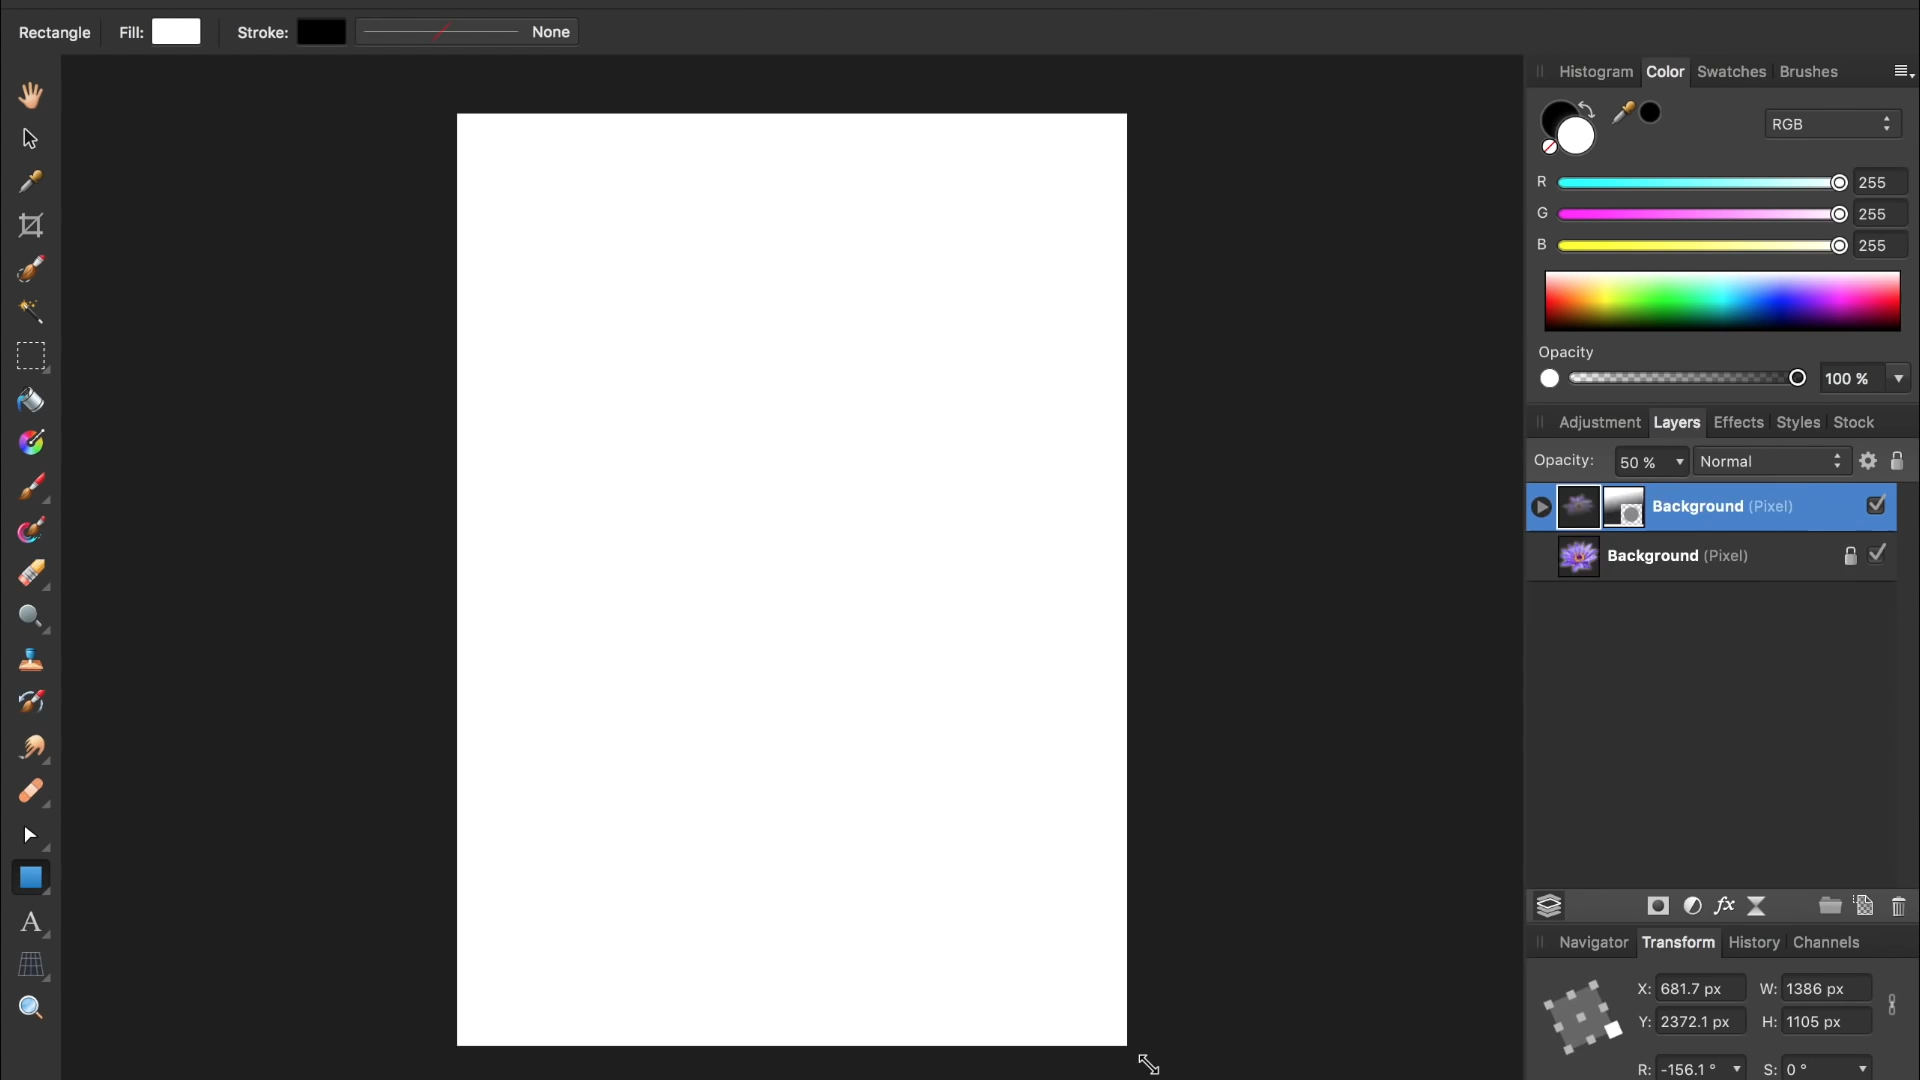 Rectangle Fill: Stroke: None
Histogram Color Swatches Brushes
RGB
R 255
G 255
B 255
Opacity
100 %
Adjustment Layers Effects Styles Stock
Opacity: 50 % Normal
Background (Pixel)
Background (Pixel)
fx
A
Navigator Transform History Channels
X: 681.7 px W: 1386 px
Y: 2372.1 px H: 1105 px
R: -156.1 ° S: 0 °